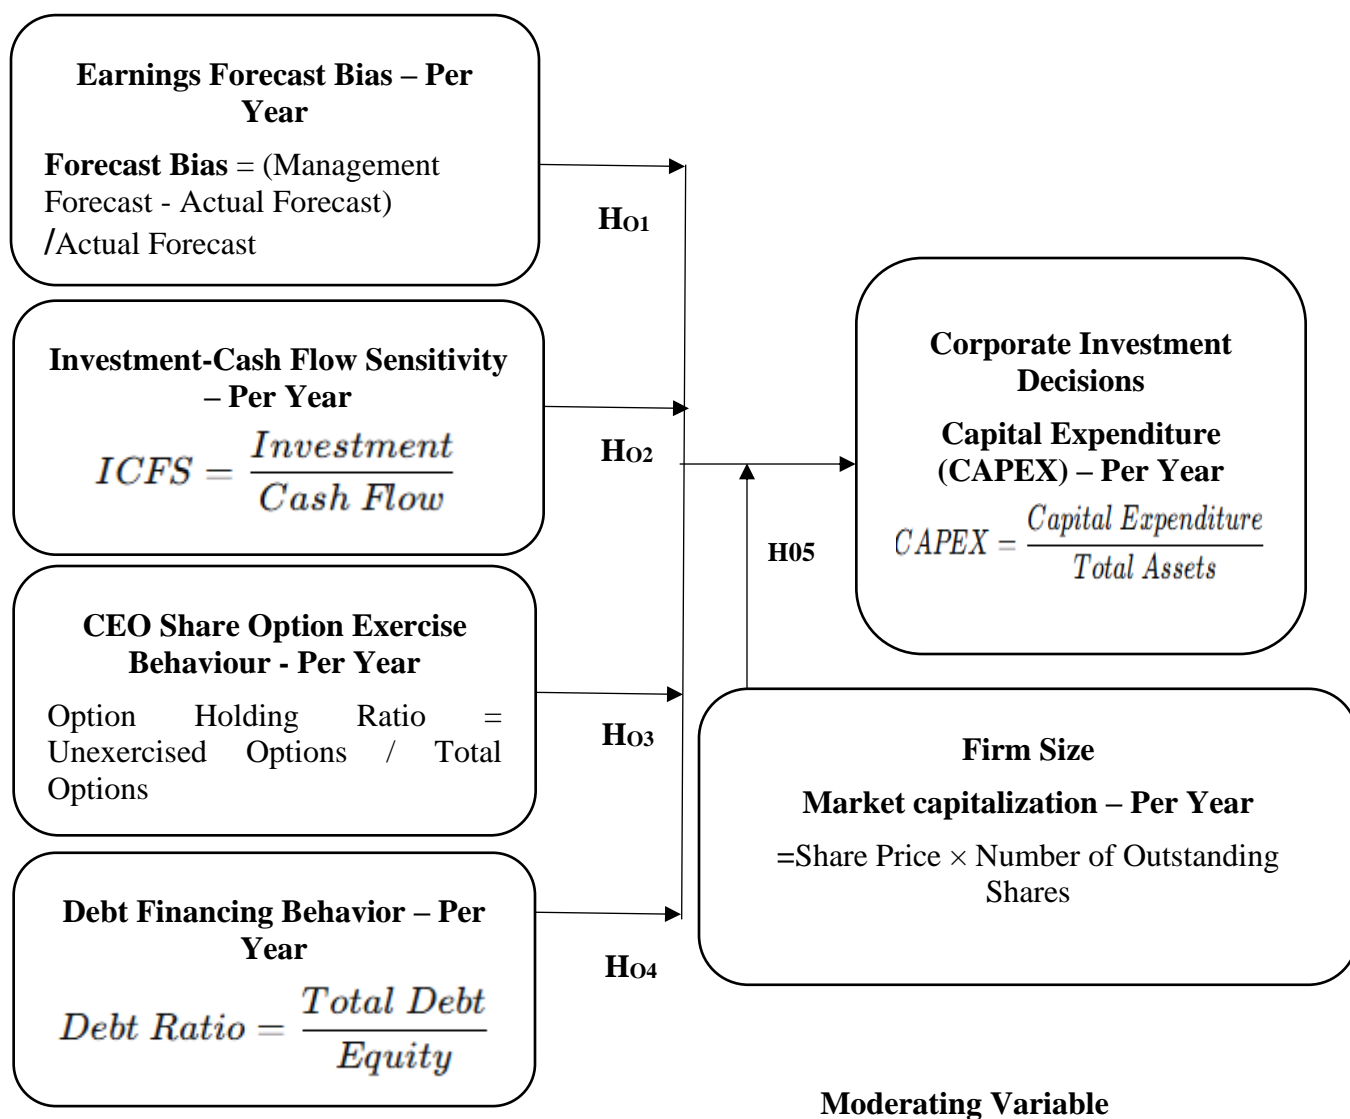 Earnings Forecast Bias – Per
Year
Forecast Bias = (Management
Forecast - Actual Forecast)
/Actual Forecast
HO1
Investment-Cash Flow Sensitivity
– Per Year
ICFS = Investment
Cash Flow
HO2
CEO Share Option Exercise
Behaviour - Per Year
Option Holding Ratio =
Unexercised Options / Total
Options
HO3
Debt Financing Behavior – Per
Year
Debt Ratio = Total Debt
Equity
HO4
Corporate Investment
Decisions
Capital Expenditure
(CAPEX) – Per Year
CAPEX = Capital Expenditure
Total Assets
H05
Firm Size
Market capitalization – Per Year
=Share Price × Number of Outstanding
Shares
Moderating Variable